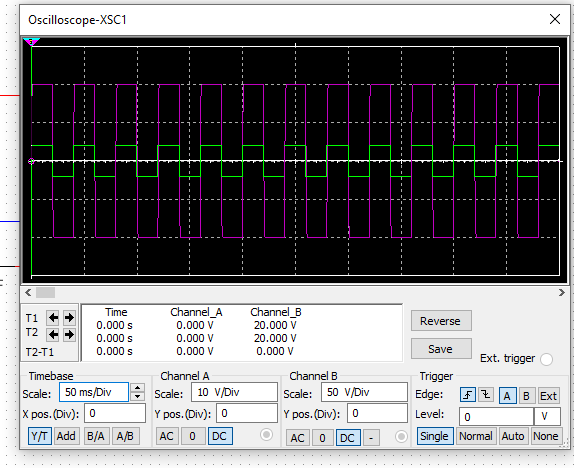 Oscilloscope-XSC1
Time Channel_A Channel_B
T1 0.000 s 0.000 V 20.000 V
T2 0.000 s 0.000 V 20.000 V
T2-T1 0.000 s 0.000 V 0.000 V
Reverse
Save
Ext. trigger
Timebase
Scale: 50 ms/Div
X pos.(Div): 0
Y/T Add B/A A/B
Channel A
Scale: 10 V/Div
Y pos.(Div): 0
AC 0 DC
Channel B
Scale: 50 V/Div
Y pos.(Div): 0
AC 0 DC -
Trigger
Edge: A B Ext
Level: 0 V
Single Normal Auto None